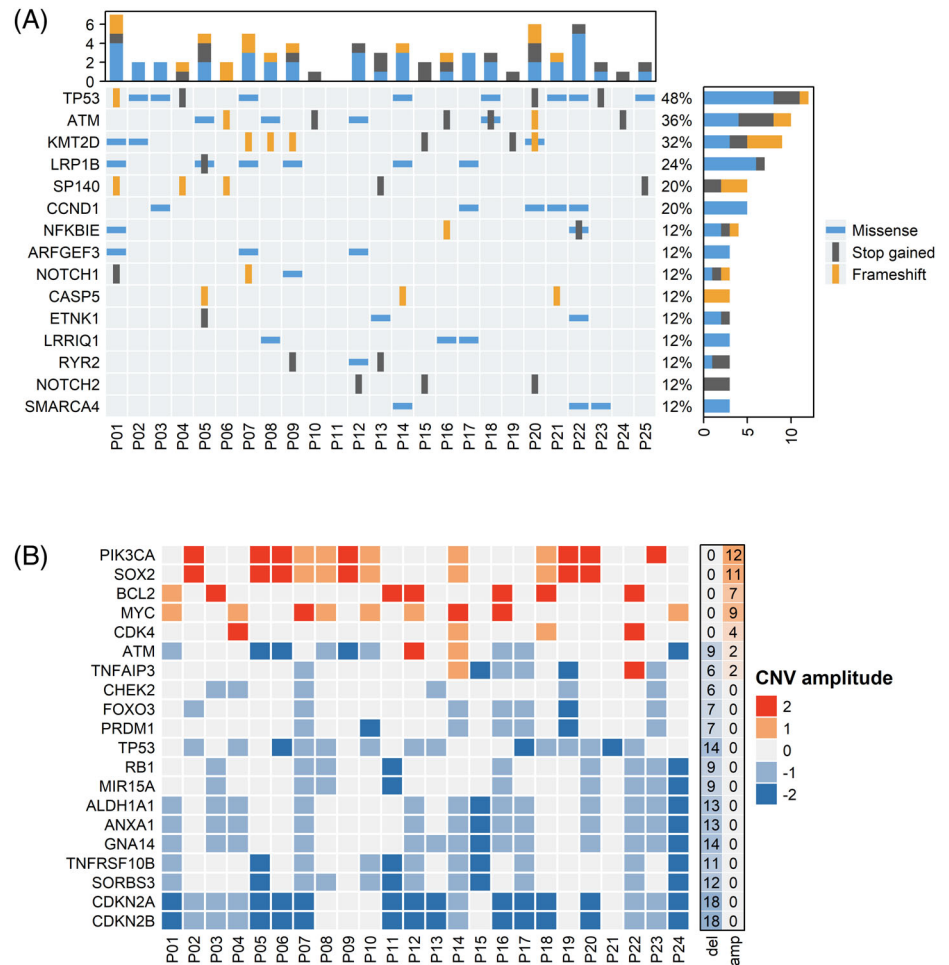 (A)
6
4
2
0
TP53 48%
ATM 36%
KMT2D 32%
LRP1B 24%
SP140 20%
CCND1 20%
NFKBIE 12%
ARFGEF3 12%
NOTCH1 12%
CASP5 12%
ETNK1 12%
LRRIQ1 12%
RYR2 12%
NOTCH2 12%
SMARCA4 12%
Missense
Stop gained
Frameshift
P01 P02 P03 P04 P05 P06 P07 P08 P09 P10 P11 P12 P13 P14 P15 P16 P17 P18 P19 P20 P21 P22 P23 P24 P25
0 5 10
(B)
PIK3CA 0 12
SOX2 0 11
BCL2 0 7
MYC 0 9
CDK4 0 4
ATM 9 2
TNFAIP3 6 2
CHEK2 6 0
FOXO3 7 0
PRDM1 7 0
TP53 14 0
RB1 9 0
MIR15A 9 0
ALDH1A1 13 0
ANXA1 13 0
GNA14 14 0
TNFRSF10B 11 0
SORBS3 12 0
CDKN2A 18 0
CDKN2B 18 0
CNV amplitude
2
1
0
-1
-2
P01 P02 P03 P04 P05 P06 P07 P08 P09 P10 P11 P12 P13 P14 P15 P16 P17 P18 P19 P20 P21 P22 P23 P24 del amp